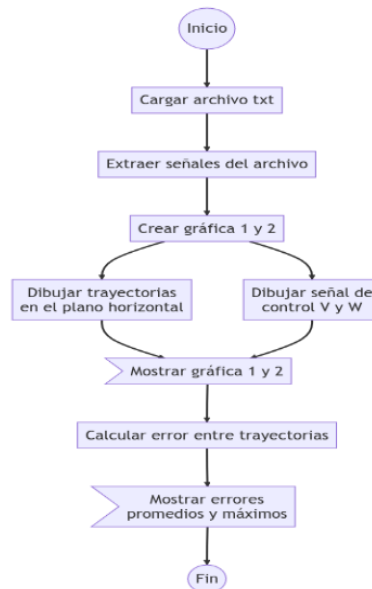 Inicio
Cargar archivo txt
Extraer señales del archivo
Crear gráfica 1 y 2
Dibujar trayectorias
en el plano horizontal
Dibujar señal de
control V y W
Mostrar gráfica 1 y 2
Calcular error entre trayectorias
Mostrar errores
promedios y máximos
Fin